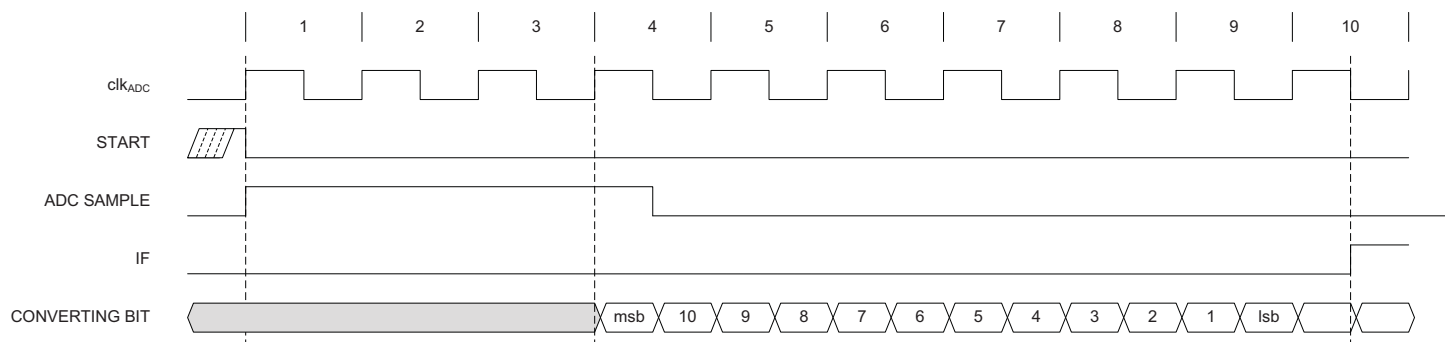 1 2 3 4 5 6 7 8 9 10
clkADC
START
ADC SAMPLE
IF
CONVERTING BIT msb 10 9 8 7 6 5 4 3 2 1 lsb